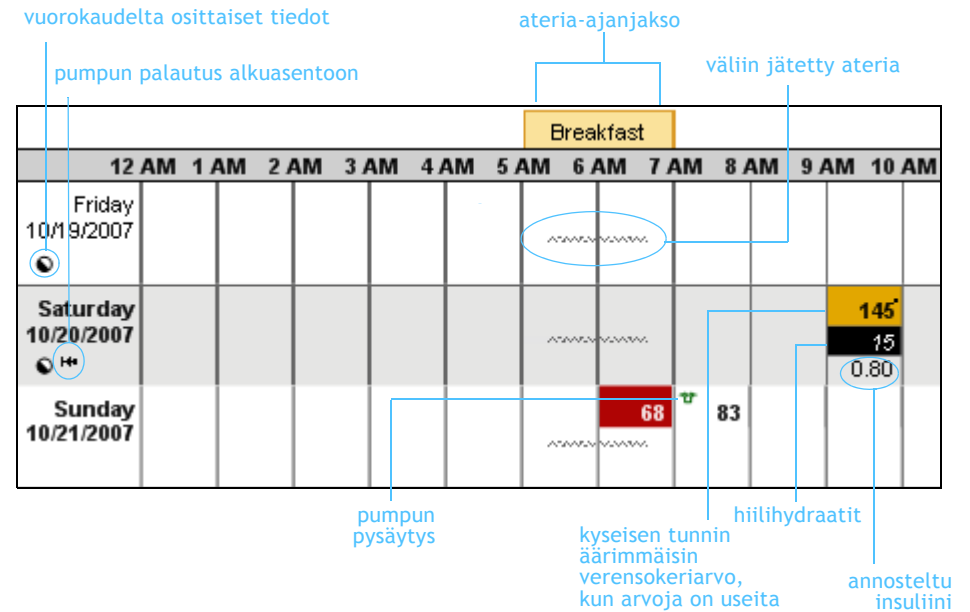 vuorokaudelta osittaiset tiedot
ateria-ajanjakso
pumpun palautus alkuasentoon
väliin jätetty ateria
Breakfast
12 AM 1 AM 2 AM 3 AM 4 AM 5 AM 6 AM 7 AM 8 AM 9 AM 10 AM
Friday
10/19/2007
Saturday
10/20/2007
145
15
0.80
Sunday
10/21/2007
68
83
pumpun
pysäytys
kyseisen tunnin
äärimmäisin
verensokeriarvo,
kun arvoja on useita
hiilihydraatit
annosteltu
insuliini